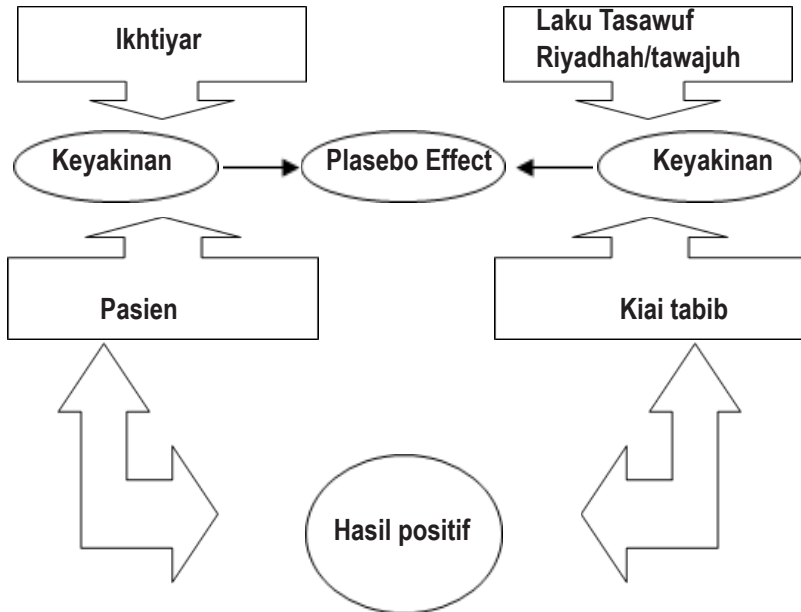 Ikhtiyar
Laku Tasawuf
Riyadhah/tawajuh
Keyakinan
Plasebo Effect
Keyakinan
Pasien
Kiai tabib
Hasil positif